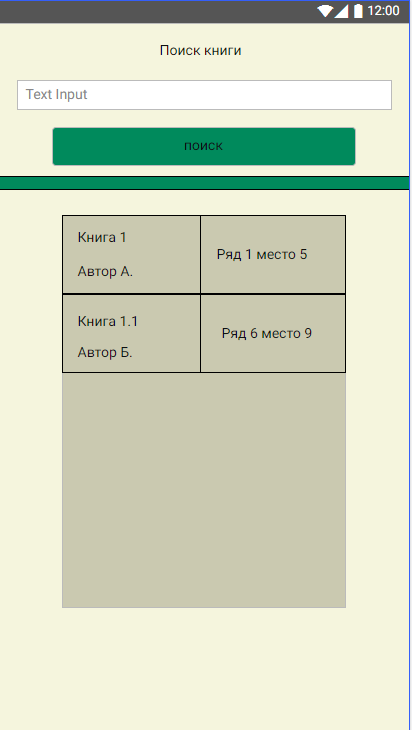 12:00
Поиск книги
Text Input
поиск
Книга 1
Автор А.
Ряд 1 место 5
Книга 1.1
Автор Б.
Ряд 6 место 9